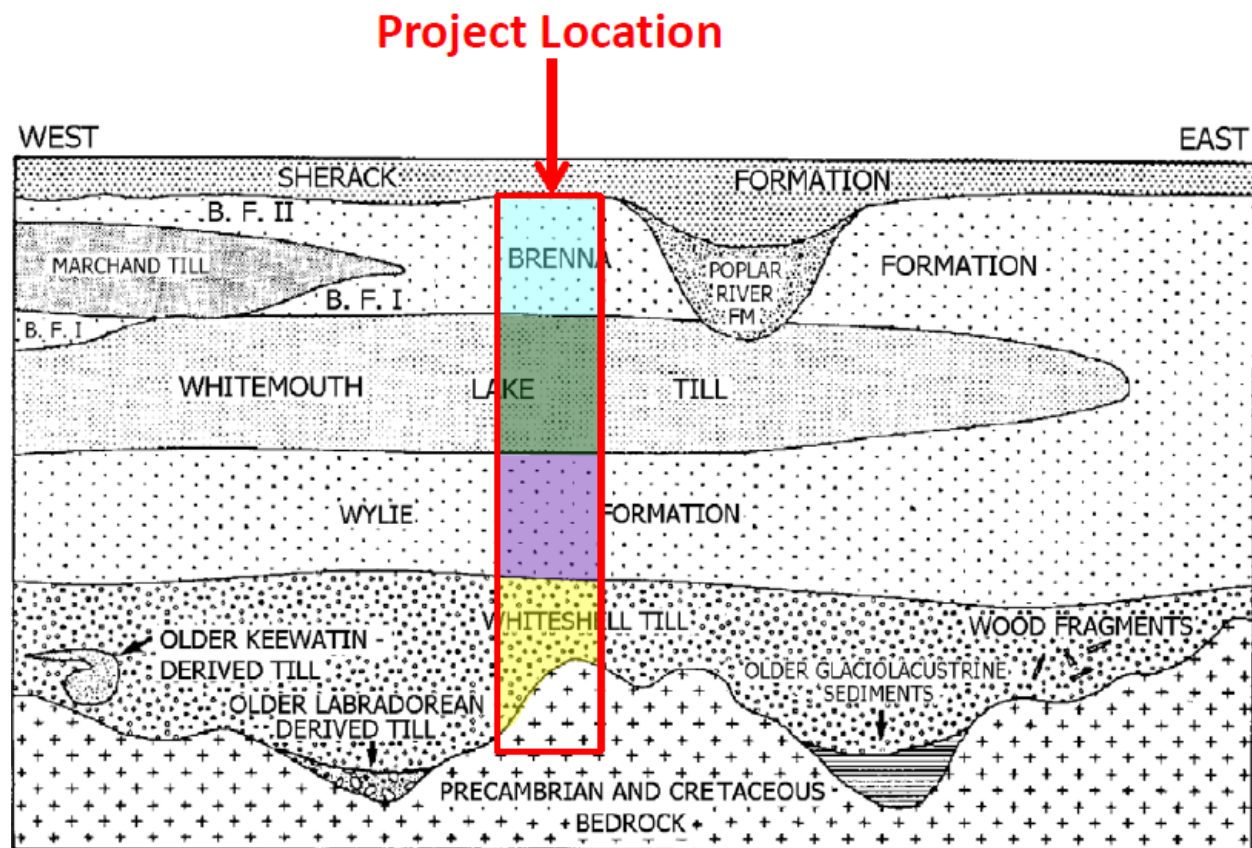 Project Location
WEST
EAST
SHERACK FORMATION
B. F. II
MARCHAND TILL
BRENNA FORMATION
POPLAR
RIVER
FM
B. F. I
B. F. I
WHITEMOUTH LAKE TILL
WYLIE FORMATION
WHITESHELL TILL
WOOD FRAGMENTS
OLDER KEEWATIN -
DERIVED TILL
OLDER GLACIOLACUSTRINE
SEDIMENTS
OLDER LABRADOREAN
DERIVED TILL
PRECAMBRIAN AND CRETACEOUS
BEDROCK